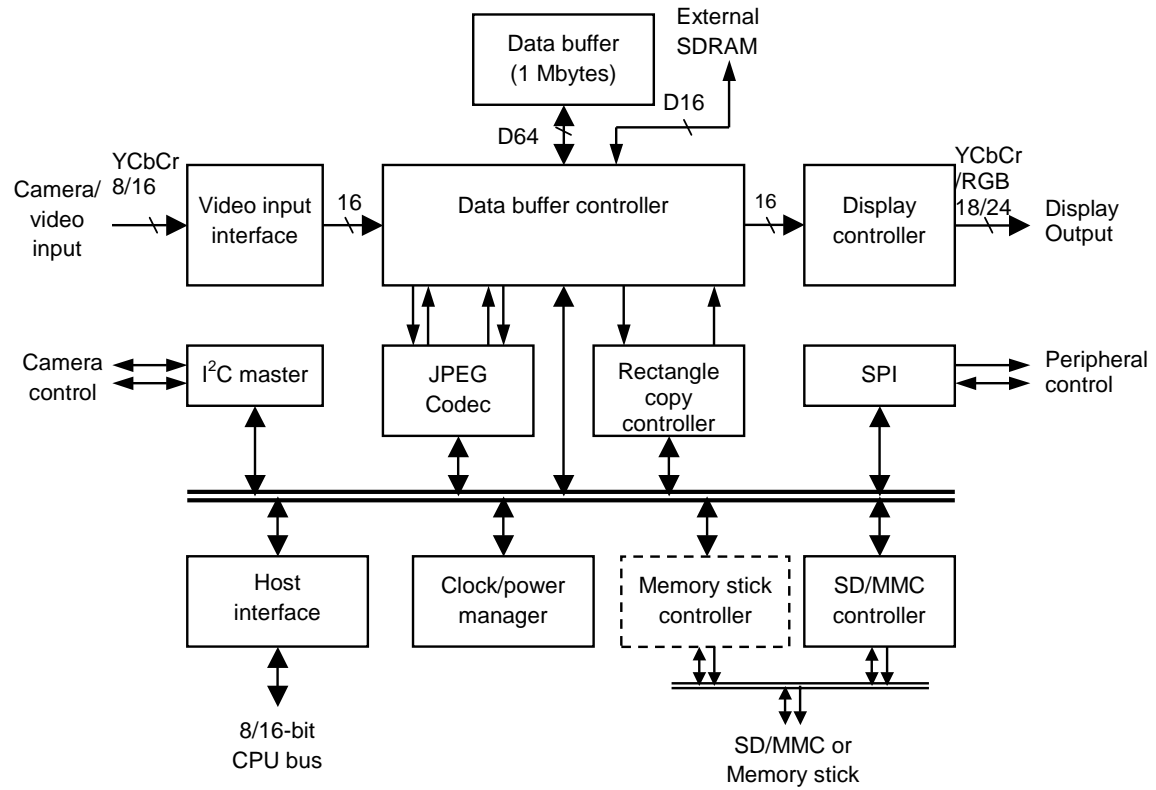 External
SDRAM
Data buffer
(1 Mbytes)
D16
D64
YCbCr
8/16
Camera/
video
input
Video input
interface
16
Data buffer controller
16
Display
controller
YCbCr
/RGB
18/24
Display
Output
Camera
control
I²C master
JPEG
Codec
Rectangle
copy
controller
SPI
Peripheral
control
Host
interface
Clock/power
manager
Memory stick
controller
SD/MMC
controller
8/16-bit
CPU bus
SD/MMC or
Memory stick